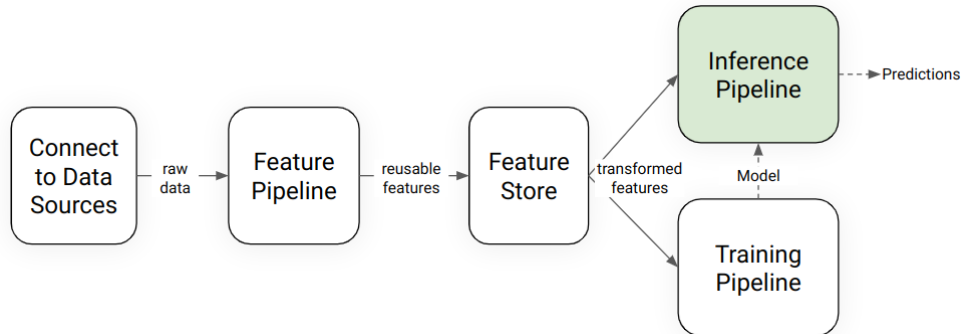 Connect
to Data
Sources
raw
data
Feature
Pipeline
reusable
features
Feature
Store
transformed
features
Inference
Pipeline
Predictions
Model
Training
Pipeline